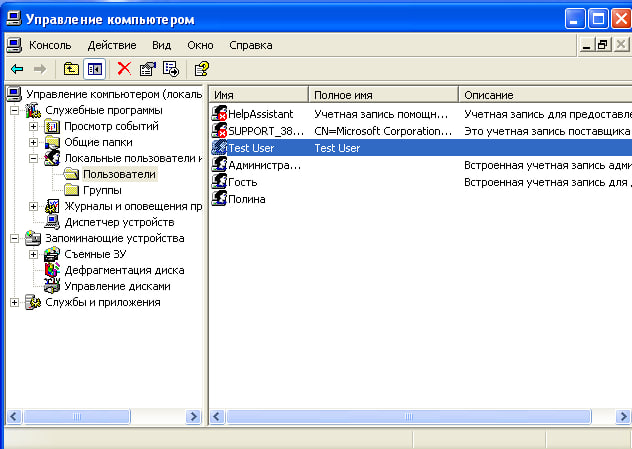 Управление компьютером
Консоль Действие Вид Окно Справка
Управление компьютером (локаль
Служебные программы
Просмотр событий
Общие папки
Локальные пользователи и
Пользователи
Группы
Журналы и оповещения пр
Диспетчер устройств
Запоминающие устройства
Съемные ЗУ
Дефрагментация диска
Управление дисками
Службы и приложения
Имя Полное имя Описание
HelpAssistant Учетная запись помощн... Учетная запись для предоставле
SUPPORT_38... CN=Microsoft Corporation... Это учетная запись поставщика
Test User Test User
Администра... Встроенная учетная запись адми
Гость Встроенная учетная запись для д
Полина